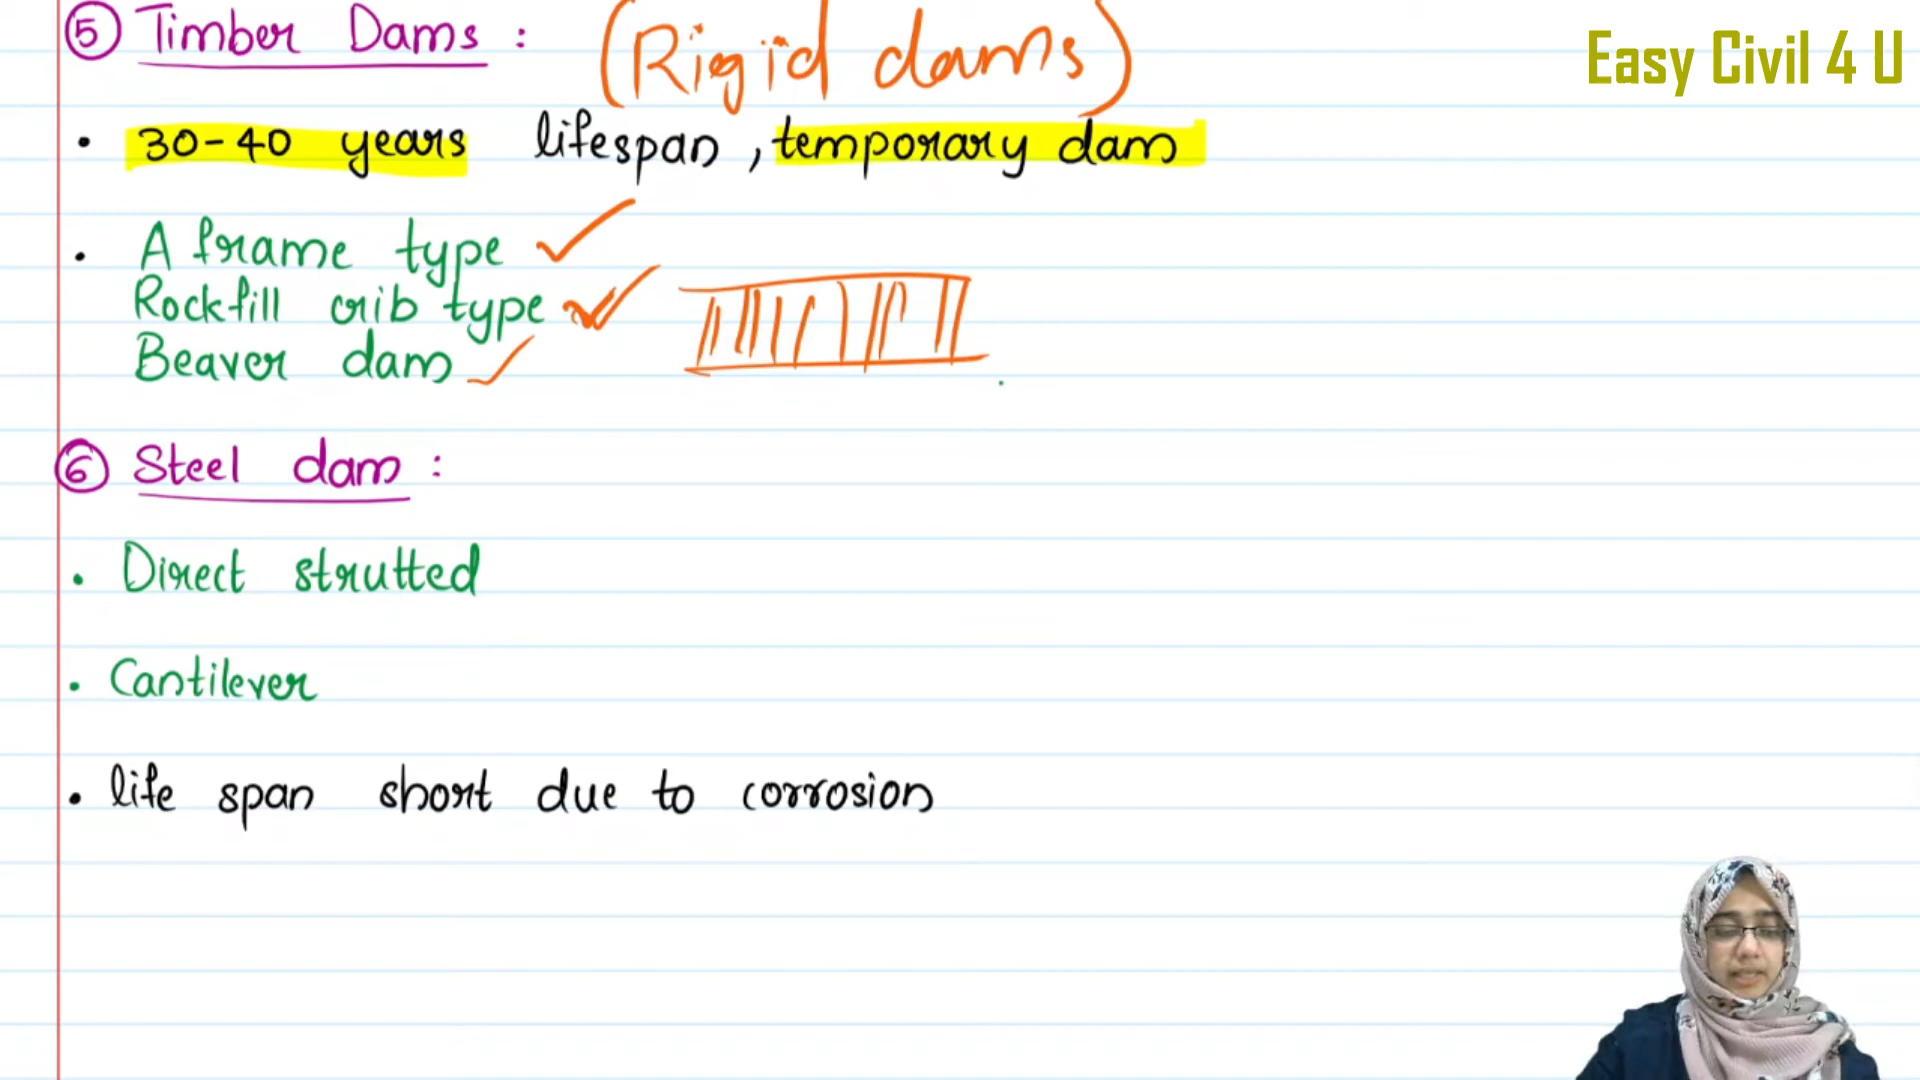 ⑤ Timber Dams : (Rigid dams)
Easy Civil 4 U
• 30-40 years lifespan, temporary dam
• A frame type
Rockfill crib type
Beaver dam
⑥ Steel dam :
• Direct strutted
• Cantilever
• life span short due to corrosion